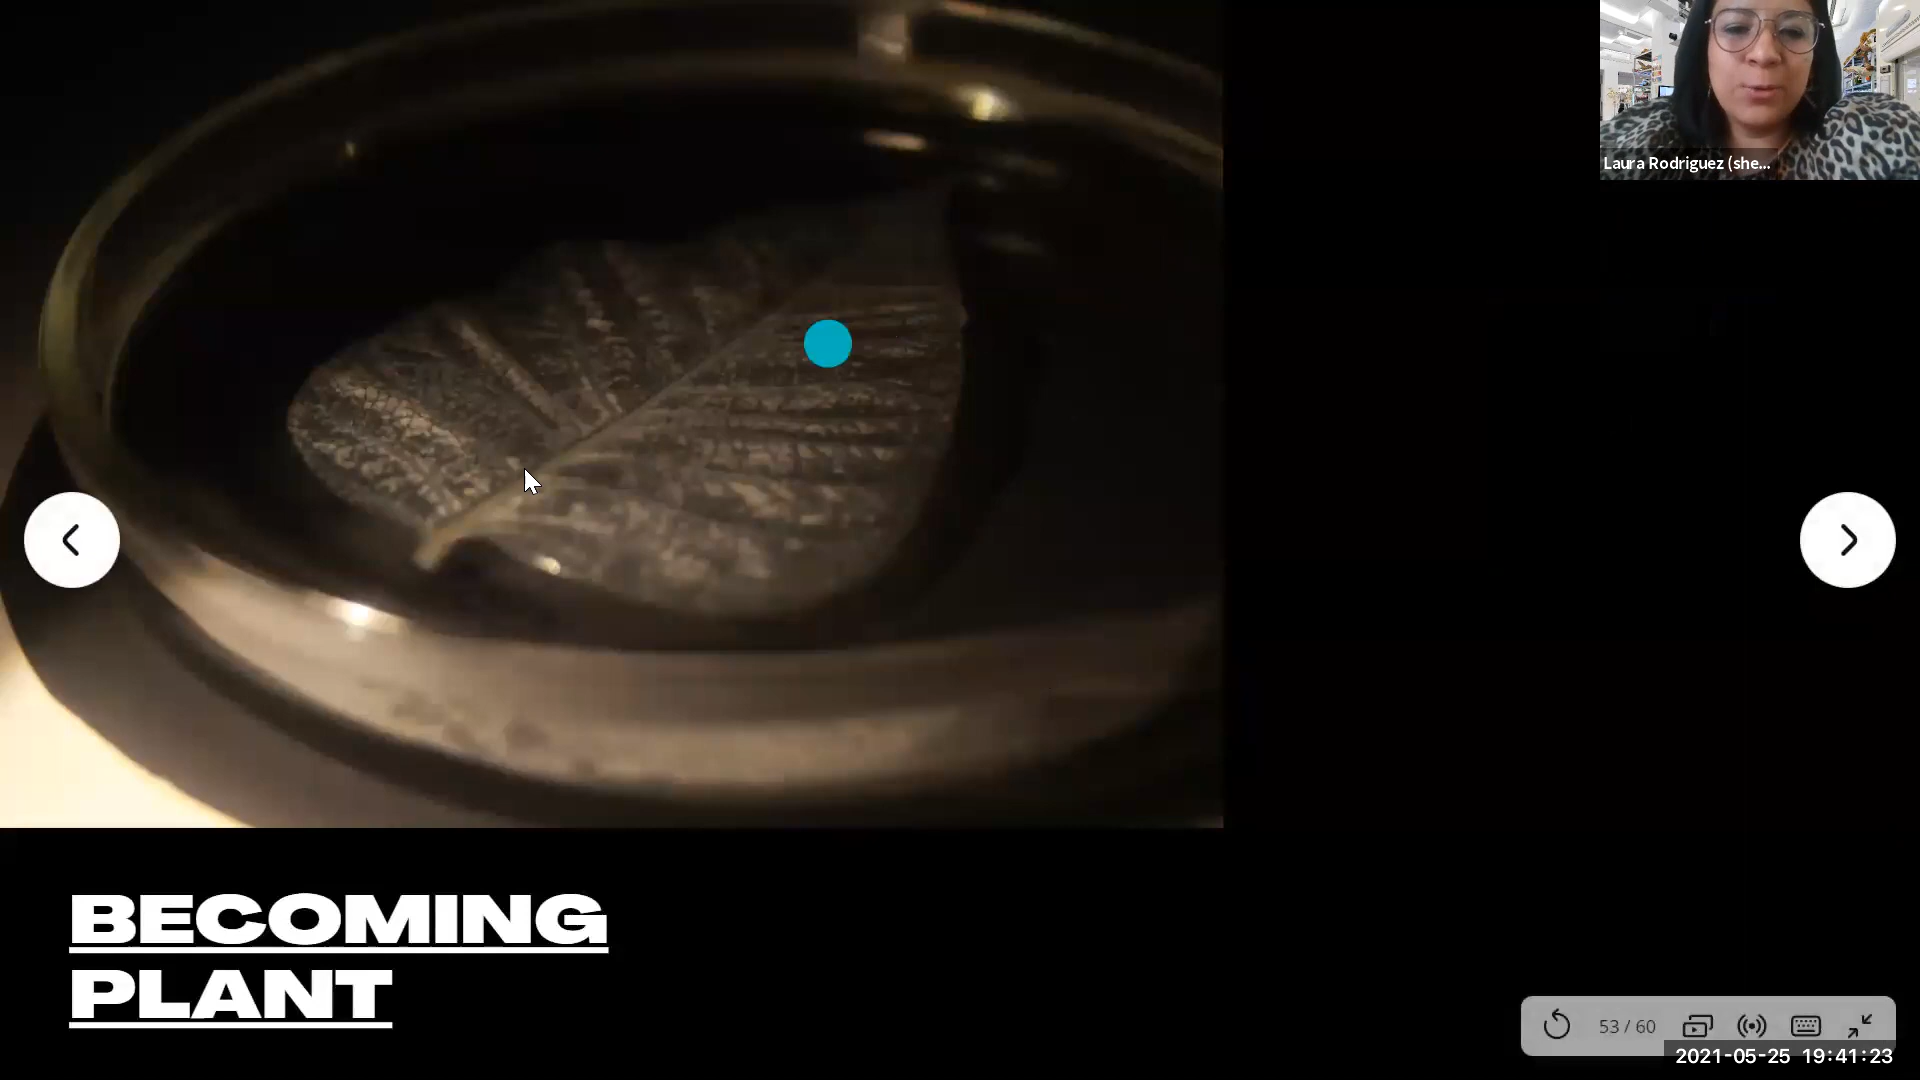 Laura Rodriguez (she...
BECOMING
PLANT
53 / 60
2021-05-25 19:41:23